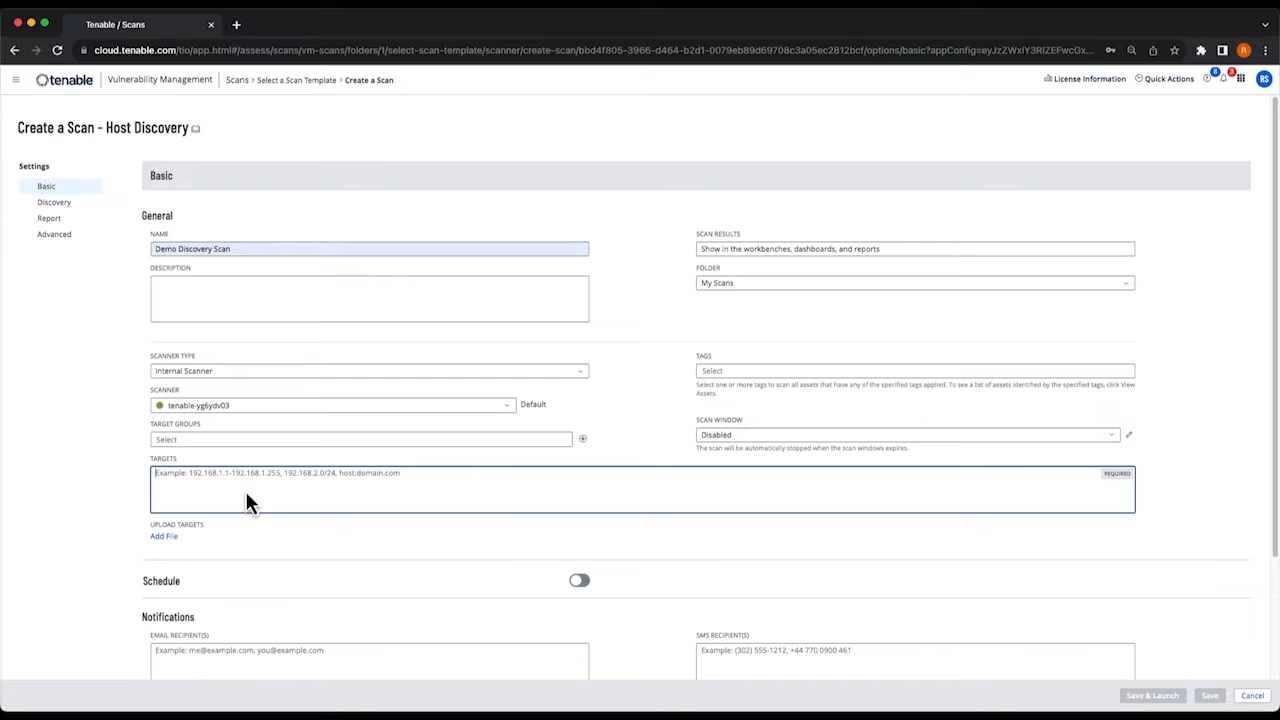 Tenable / Scans
cloud.tenable.com/tio/app.html#/assess/scans/vm-scans/folders/1/select-scan-template/scanner/create-scan/bbd4f805-3966-d464-b2d1-0079eb89d69708c3a05ec2812bcf/options/basic?appConfig=eyJzZWxlY3RlZEFwcGx...
R
tenable Vulnerability Management Scans > Select a Scan Template > Create a Scan License Information Quick Actions 8 8 RS
Create a Scan - Host Discovery
Settings
Basic
Discovery
Report
Advanced
Basic
General
NAME
Demo Discovery Scan
SCAN RESULTS
Show in the workbenches, dashboards, and reports
DESCRIPTION
FOLDER
My Scans
SCANNER TYPE
Internal Scanner
TAGS
Select
Select one or more tags to scan all assets that have any of the specified tags applied. To see a list of assets identified by the specified tags, click View
Assets.
SCANNER
tenable-yg6ydv03 Default
TARGET GROUPS
Select
SCAN WINDOW
Disabled
The scan will be automatically stopped when the scan windows expires.
TARGETS
Example: 192.168.1.1-192.168.1.255, 192.168.2.0/24, host.domain.com
REQUIRED
UPLOAD TARGETS
Add File
Schedule
Notifications
EMAIL RECIPIENT(S)
Example: me@example.com, you@example.com
SMS RECIPIENT(S)
Example: (302) 555-1212, +44 770 0900 461
Save & Launch Save Cancel